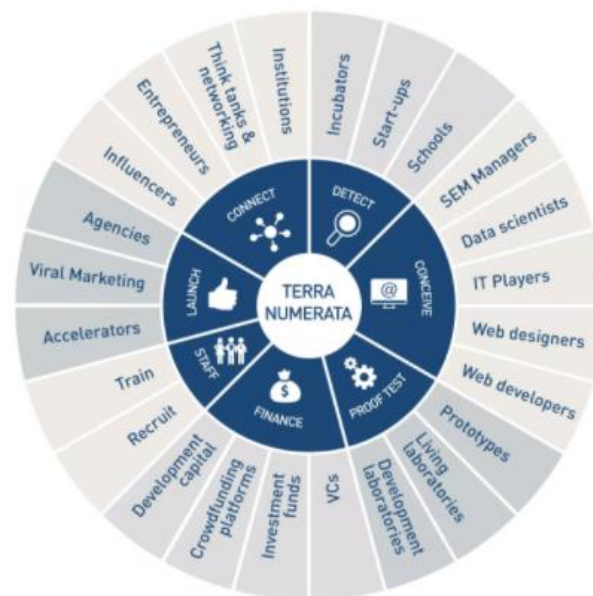 TERRA
NUMERATA
CONNECT
DETECT
CONCEIVE
@
PROOF TEST
$
FINANCE
STAFF
LAUNCH
Incubators
Start-ups
Schools
SEM Managers
Data scientists
IT Players
Web designers
Web developers
Prototypes
Living
laboratories
Development
laboratories
VCs
Investment
funds
Crowdfunding
platforms
Development
capital
Recruit
Train
Accelerators
Viral Marketing
Agencies
Influencers
Entrepreneurs
Think tanks &
networking
Institutions